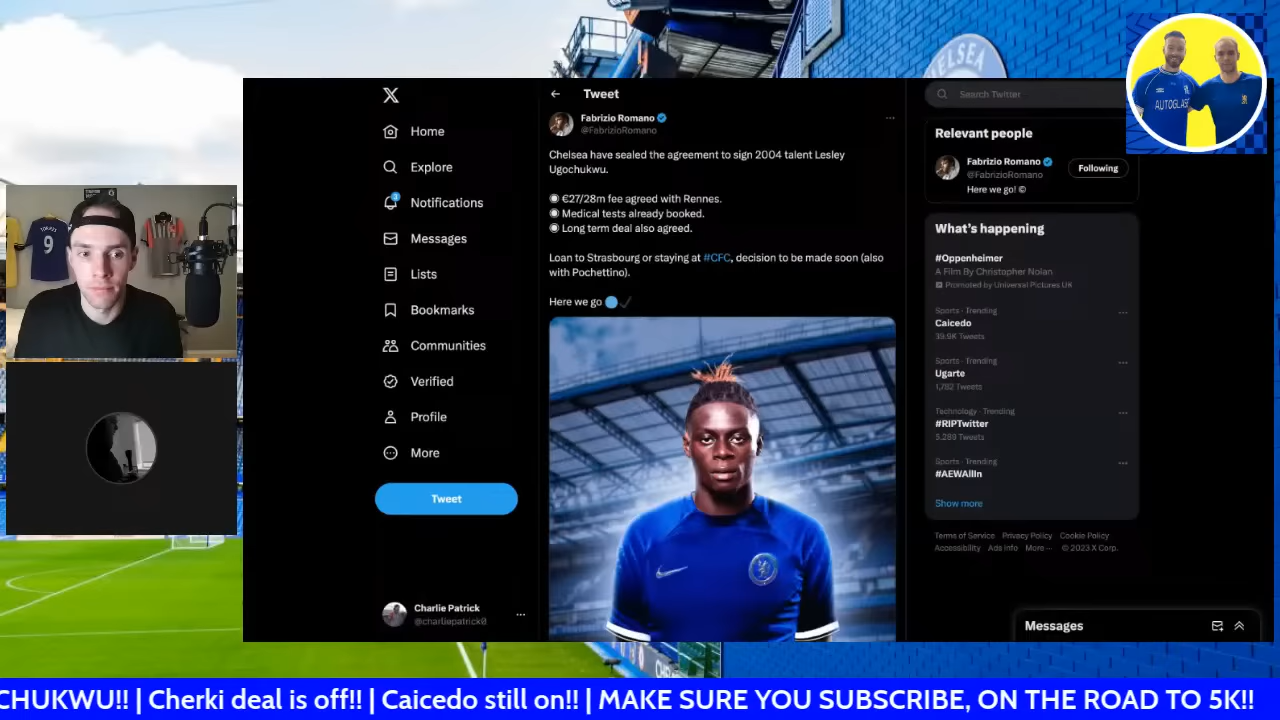 X
Home
Explore
3
Notifications
Messages
Lists
Bookmarks
Communities
Verified
Profile
More
Tweet
Charlie Patrick
@charliepatrick0
Tweet
Fabrizio Romano
@FabrizioRomano
Chelsea have sealed the agreement to sign 2004 talent Lesley
Ugochukwu.
€27/28m fee agreed with Rennes.
Medical tests already booked.
Long term deal also agreed.
Loan to Strasbourg or staying at #CFC, decision to be made soon (also
with Pochettino).
Here we go
Search Twitter
Relevant people
Fabrizio Romano
@FabrizioRomano
Following
Here we go! ©
What's happening
#Oppenheimer
A Film By Christopher Nolan
Promoted by Universal Pictures UK
Sports · Trending
Caicedo
39.9K Tweets
Sports · Trending
Ugarte
1,782 Tweets
Technology · Trending
#RIPTwitter
5,289 Tweets
Sports · Trending
#AEWAllIn
Show more
Terms of Service Privacy Policy Cookie Policy
Accessibility Ads Info More ··· © 2023 X Corp.
Messages
AUTOGLASS
9
CHUKWU!! | Cherki deal is off!! | Caicedo still on!! | MAKE SURE YOU SUBSCRIBE, ON THE ROAD TO 5K!!